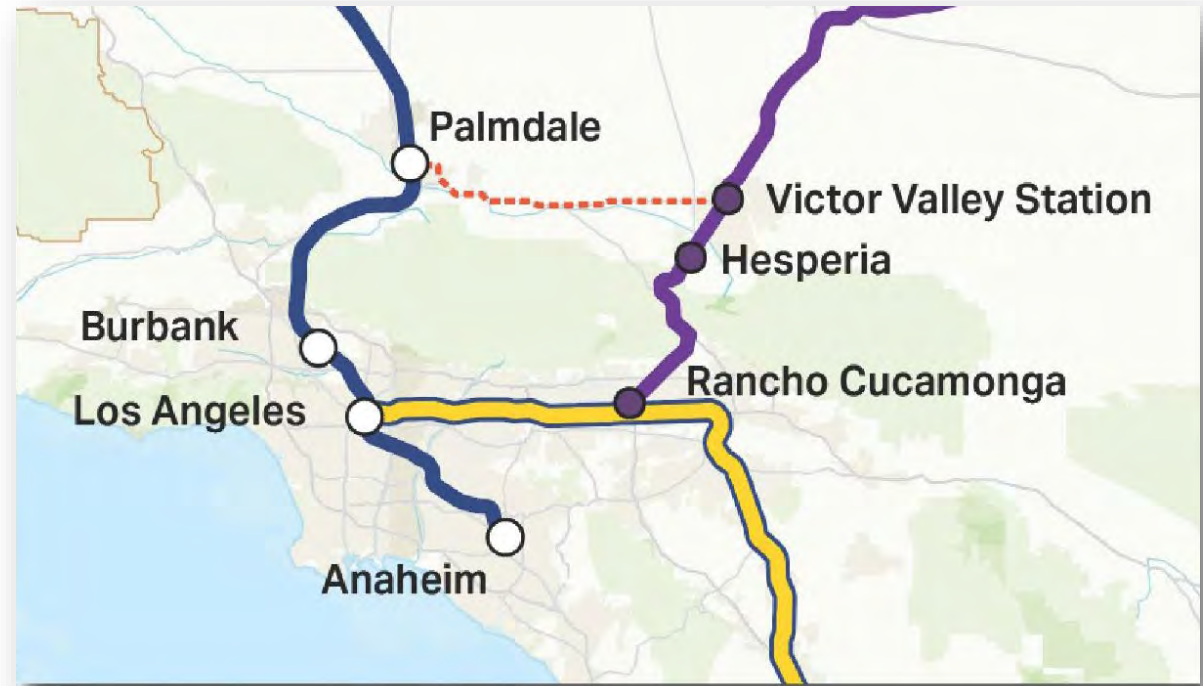 Palmdale
Victor Valley Station
Hesperia
Burbank
Rancho Cucamonga
Los Angeles
Anaheim